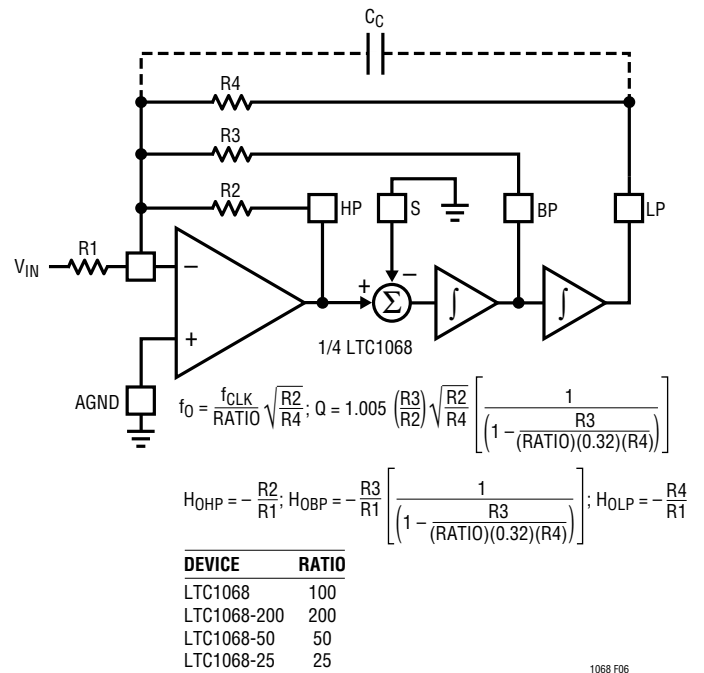 C_C
R4
R3
R2
HP
S
BP
LP
R1
V_IN
−
+
+
−
Σ
∫
∫
1/4 LTC1068
AGND
f_O = f_CLK/RATIO √(R2/R4); Q = 1.005 (R3/R2) √(R2/R4) [1/(1 − R3/((RATIO)(0.32)(R4)))]
H_OHP = − R2/R1; H_OBP = − R3/R1 [1/(1 − R3/((RATIO)(0.32)(R4)))]; H_OLP = − R4/R1
DEVICE RATIO
LTC1068 100
LTC1068-200 200
LTC1068-50 50
LTC1068-25 25
1068 F06